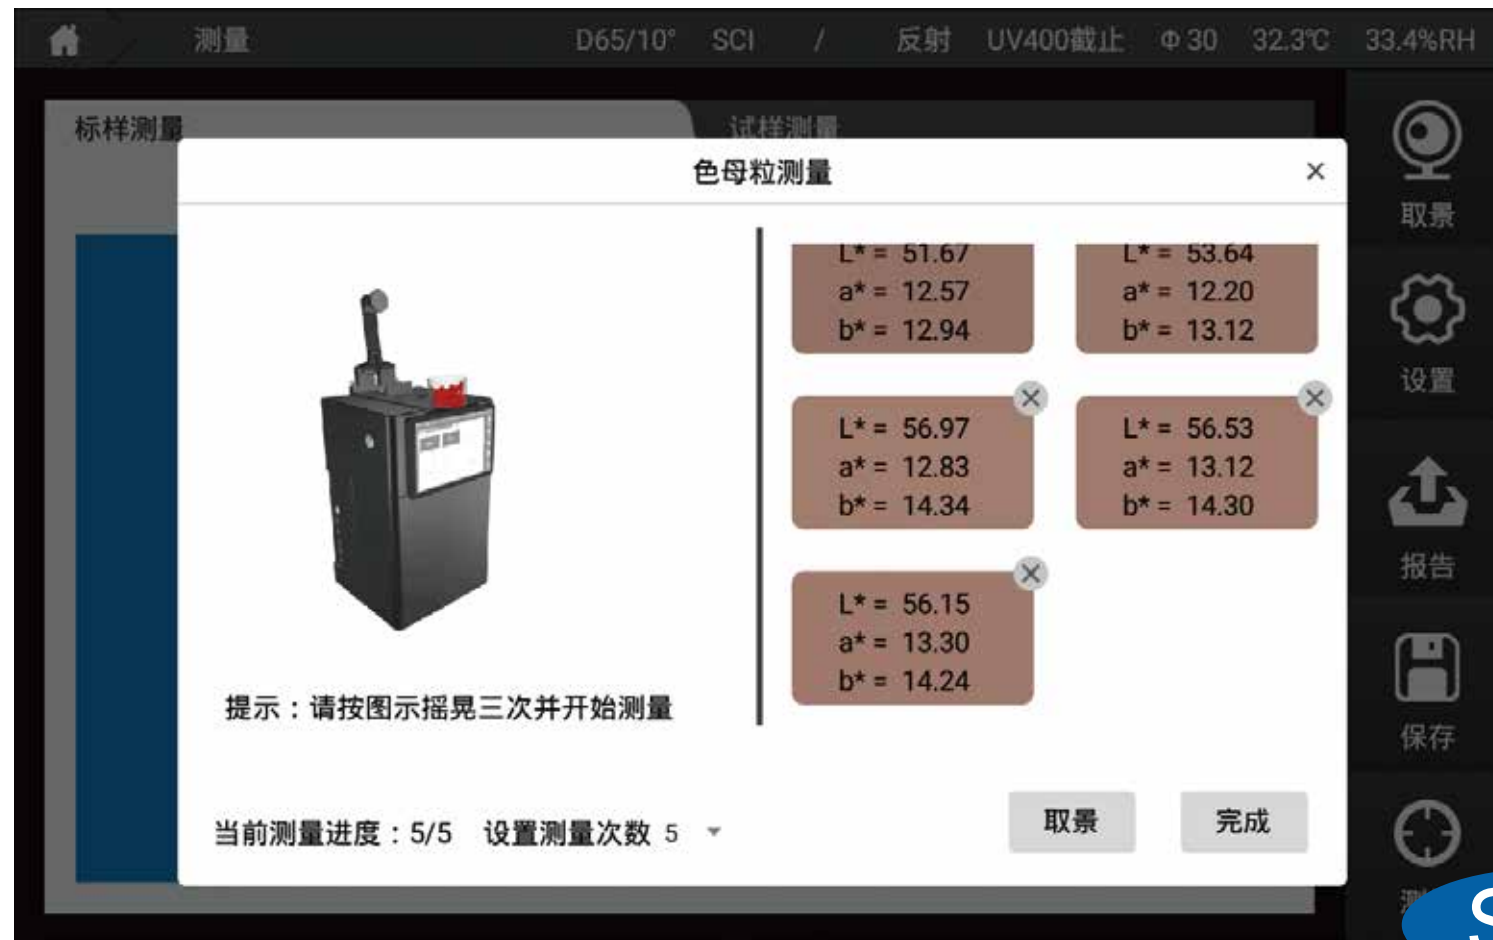 测量 D65/10° SCI / 反射 UV400截止 Φ 30 32.3℃ 33.4%RH
标样测量 试样测量
色母粒测量
取景
设置
报告
保存
L* = 51.67
a* = 12.57
b* = 12.94
L* = 53.64
a* = 12.20
b* = 13.12
L* = 56.97
a* = 12.83
b* = 14.34
L* = 56.53
a* = 13.12
b* = 14.30
L* = 56.15
a* = 13.30
b* = 14.24
提示：请按图示摇晃三次并开始测量
当前测量进度：5/5 设置测量次数 5
取景 完成